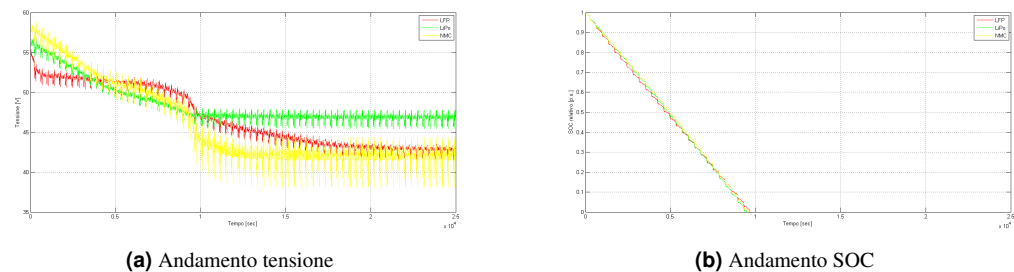 60
55
50
45
40
35
Tensione [V]
0
0.5
1
1.5
2
2.5
x 10⁴
Tempo [sec]
LFP
LiPo
NMC
(a) Andamento tensione
1
0.9
0.8
0.7
0.6
0.5
0.4
0.3
0.2
0.1
0
SOC relativo [p.u.]
0
0.5
1
1.5
2
2.5
x 10⁴
Tempo [sec]
LFP
LiPo
NMC
(b) Andamento SOC